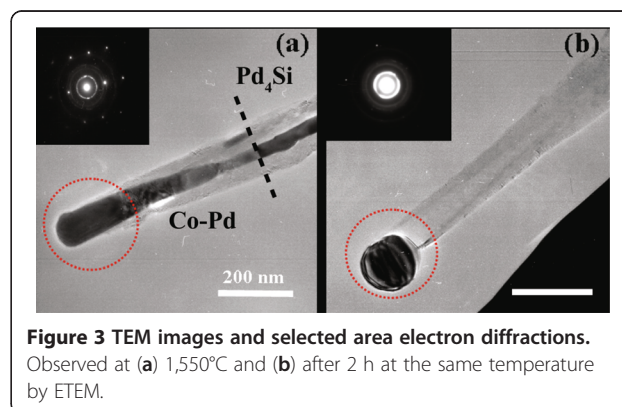 (a)
(b)
Pd₄Si
Co-Pd
200 nm
Figure 3 TEM images and selected area electron diffractions.
Observed at (a) 1,550°C and (b) after 2 h at the same temperature
by ETEM.